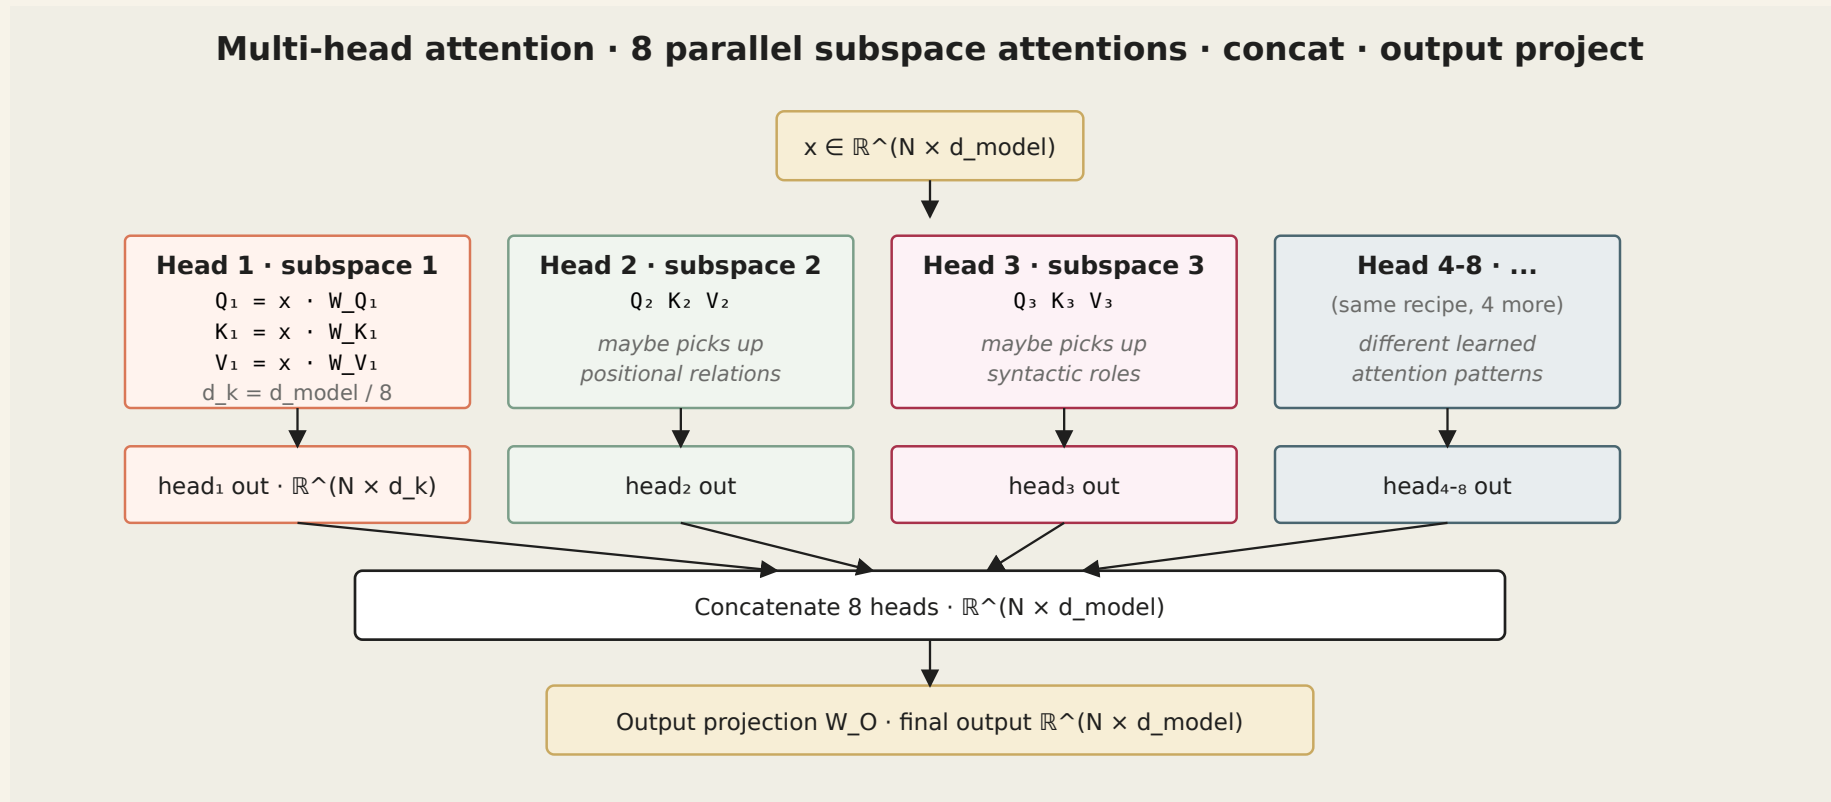 Multi-head attention · 8 parallel subspace attentions · concat · output project
x ∈ ℝ^(N × d_model)
Head 1 · subspace 1
Q₁ = x · W_Q₁
K₁ = x · W_K₁
V₁ = x · W_V₁
d_k = d_model / 8
Head 2 · subspace 2
Q₂ K₂ V₂
maybe picks up
positional relations
Head 3 · subspace 3
Q₃ K₃ V₃
maybe picks up
syntactic roles
Head 4-8 · ...
(same recipe, 4 more)
different learned
attention patterns
head₁ out · ℝ^(N × d_k)
head₂ out
head₃ out
head₄-₈ out
Concatenate 8 heads · ℝ^(N × d_model)
Output projection W_O · final output ℝ^(N × d_model)